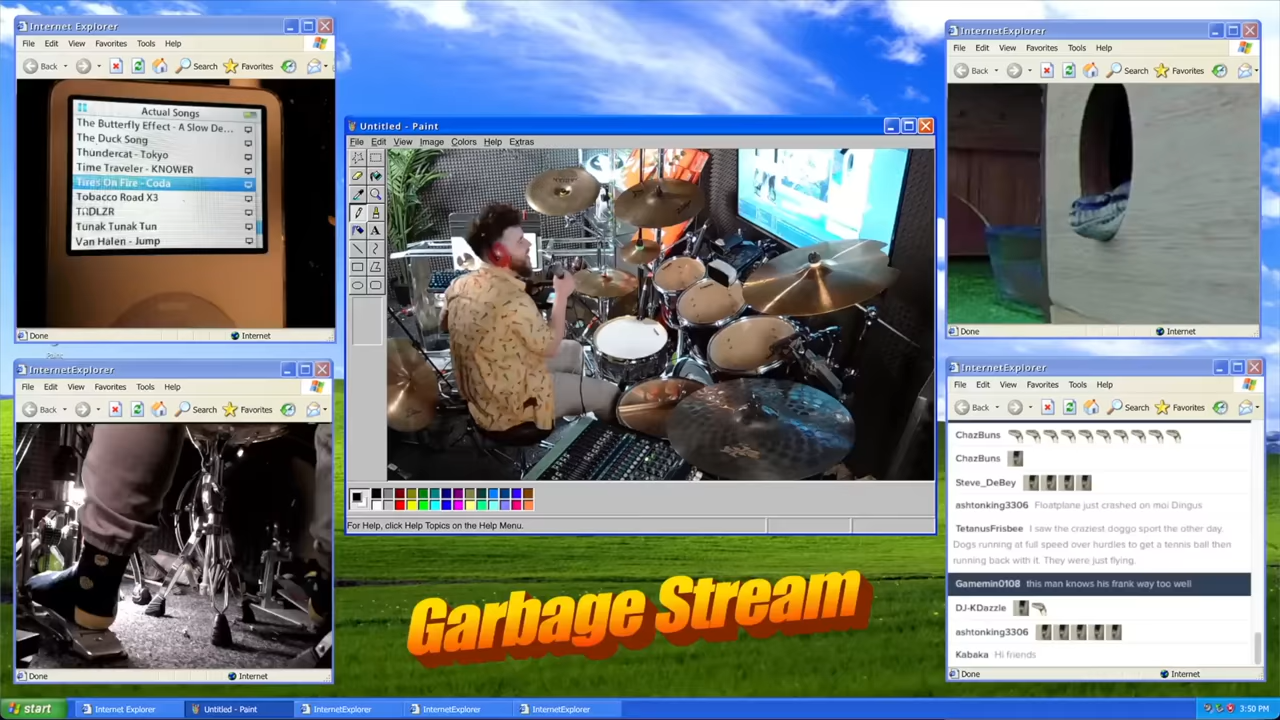 Internet Explorer
File Edit View Favorites Tools Help
Back Search Favorites
Actual Songs
The Butterfly Effect - A Slow De...
The Duck Song
Thundercat - Tokyo
Time Traveler - KNOWER
Tires On Fire - Coda
Tobacco Road X3
Tunak Tunak Tun
Van Halen - Jump
Done Internet
Paint
InternetExplorer
File Edit View Favorites Tools Help
Back Search Favorites
Done Internet
Untitled - Paint
File Edit View Image Colors Help Extras
A
For Help, click Help Topics on the Help Menu.
Garbage Stream
InternetExplorer
File Edit View Favorites Tools Help
Back Search Favorites
Done Internet
InternetExplorer
File Edit View Favorites Tools Help
Back Search Favorites
ChazBuns
ChazBuns
Steve_DeBey
ashtonking3306 Floatplane just crashed on moi Dingus
TetanusFrisbee I saw the craziest doggo sport the other day.
Dogs running at full speed over hurdles to get a tennis ball then
running back with it. They were just flying.
Gamemin0108 this man knows his frank way too well
DJ-KDazzle
ashtonking3306
Kabaka Hi friends
Done Internet
start Internet Explorer Untitled - Paint InternetExplorer InternetExplorer InternetExplorer 3:50 PM